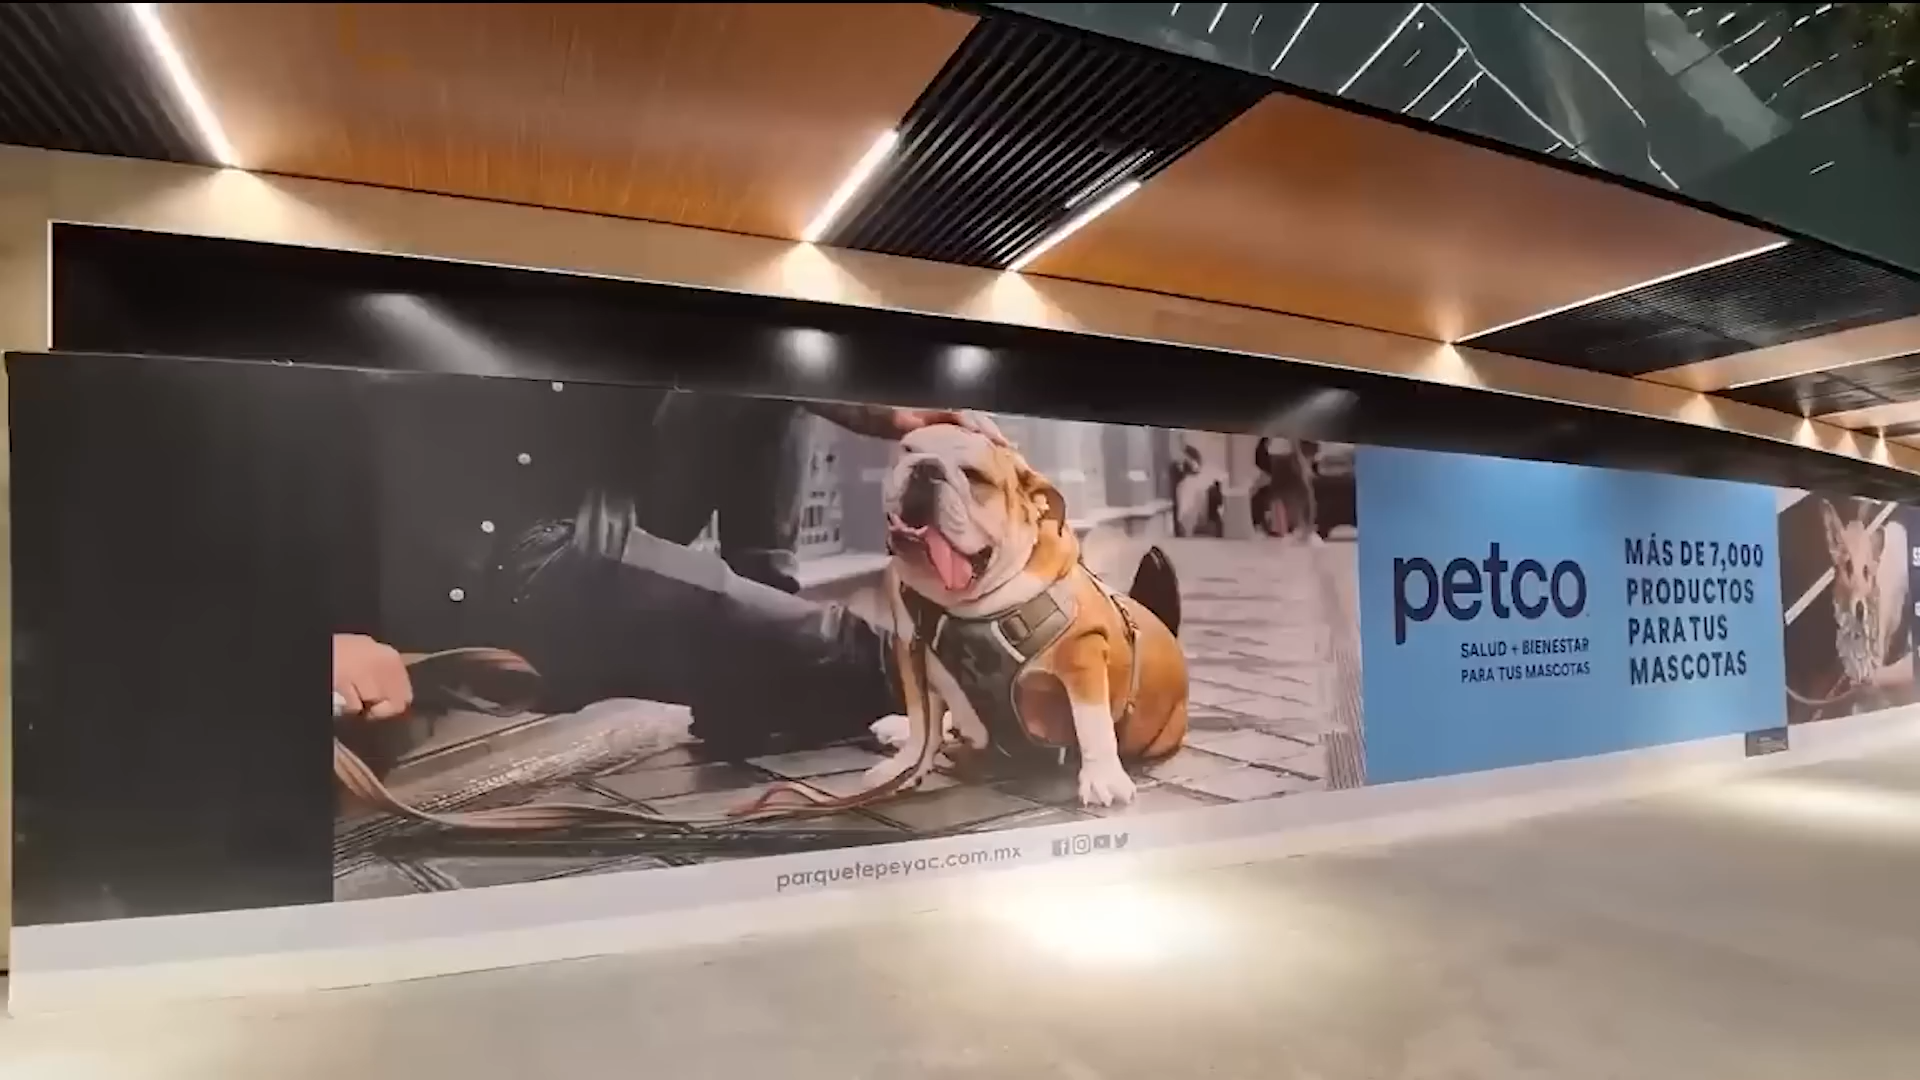 petco
SALUD + BIENESTAR
PARA TUS MASCOTAS
MÁS DE 7,000
PRODUCTOS
PARA TUS
MASCOTAS
parquetepeyac.com.mx